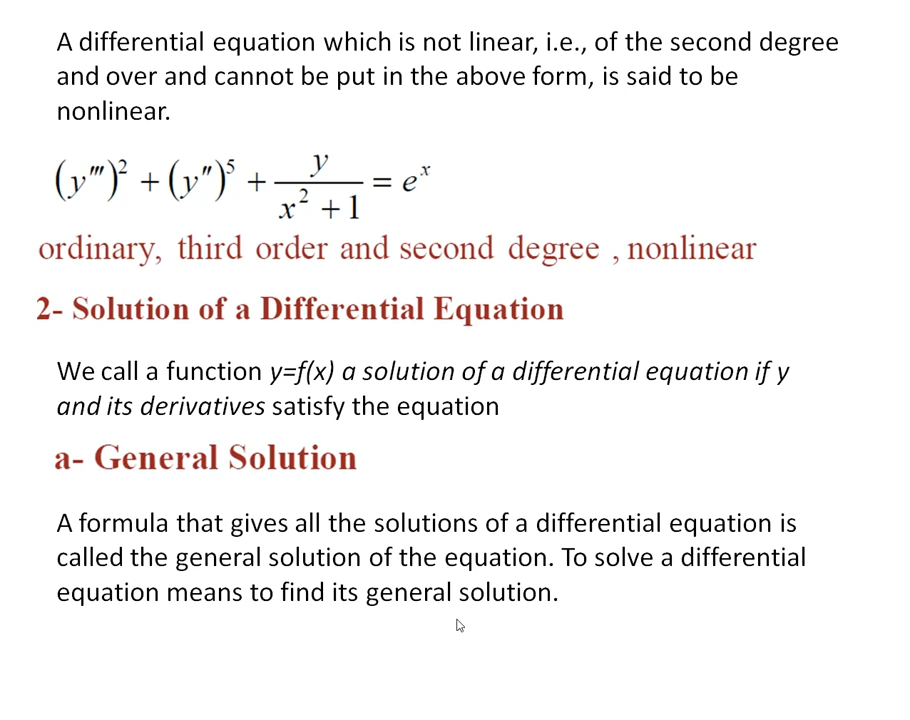 A differential equation which is not linear, i.e., of the second degree
and over and cannot be put in the above form, is said to be
nonlinear.
(y''')² + (y'')⁵ + y/(x² + 1) = eˣ
ordinary, third order and second degree , nonlinear
2- Solution of a Differential Equation
We call a function y=f(x) a solution of a differential equation if y
and its derivatives satisfy the equation
a- General Solution
A formula that gives all the solutions of a differential equation is
called the general solution of the equation. To solve a differential
equation means to find its general solution.